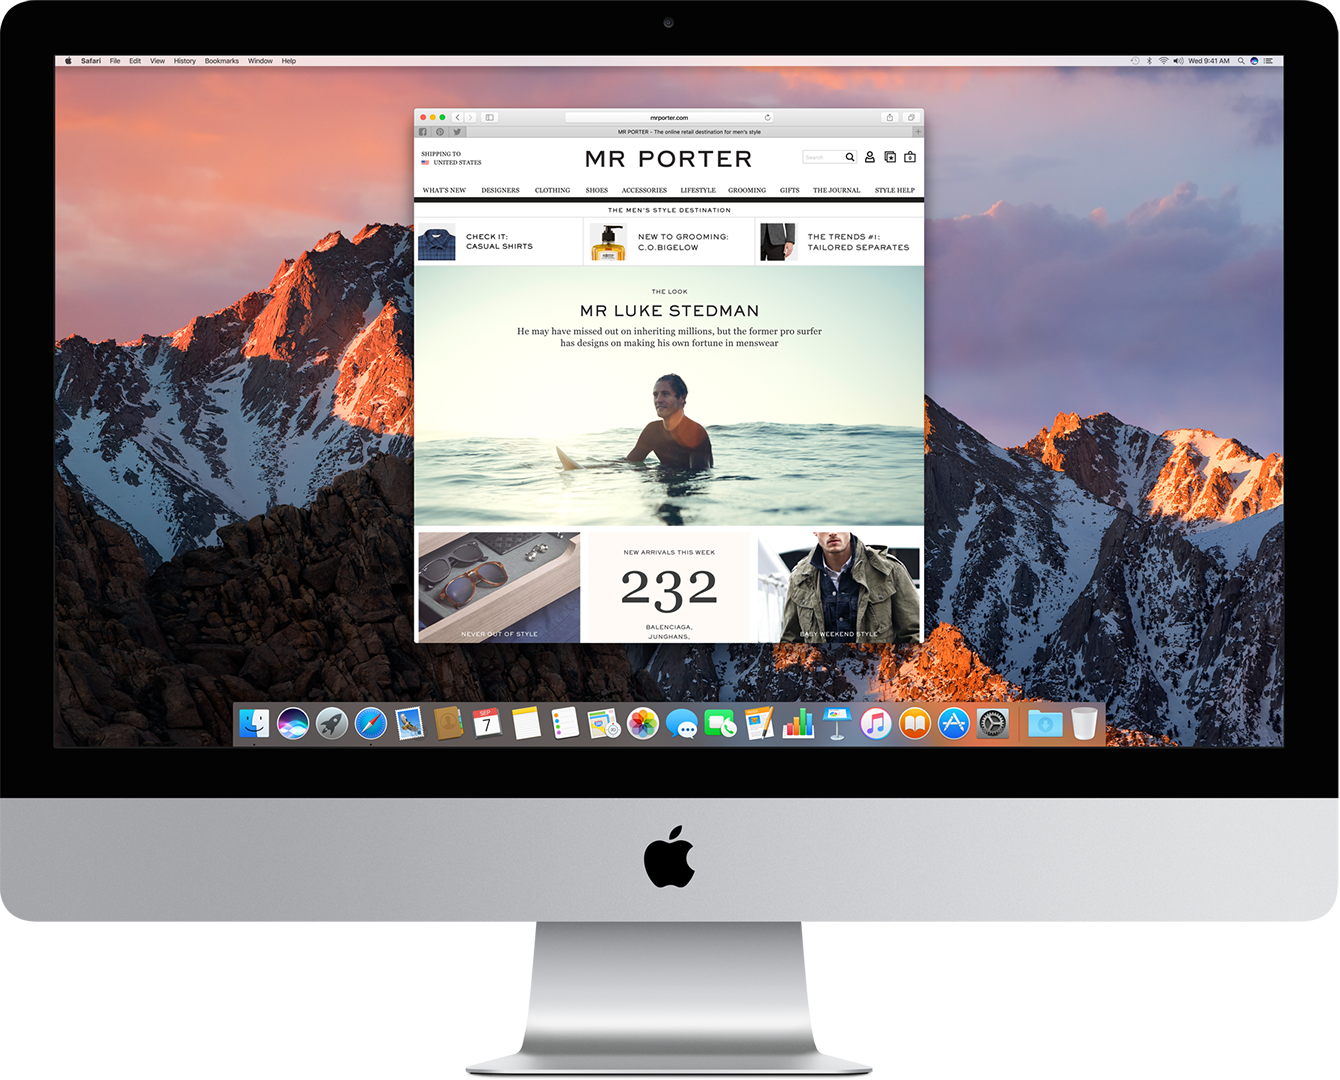 Safari File Edit View History Bookmarks Window Help
Wed 9:41 AM
mrporter.com
MR PORTER – The online retail destination for men's style
SHIPPING TO
UNITED STATES
MR PORTER
Search
0
WHAT'S NEW DESIGNERS CLOTHING SHOES ACCESSORIES LIFESTYLE GROOMING GIFTS THE JOURNAL STYLE HELP
THE MEN'S STYLE DESTINATION
CHECK IT:
CASUAL SHIRTS
NEW TO GROOMING:
C.O.BIGELOW
THE TRENDS #1:
TAILORED SEPARATES
THE LOOK
MR LUKE STEDMAN
He may have missed out on inheriting millions, but the former pro surfer
has designs on making his own fortune in menswear
NEVER OUT OF STYLE
NEW ARRIVALS THIS WEEK
232
BALENCIAGA,
JUNGHANS,
EASY WEEKEND STYLE
SEP
7